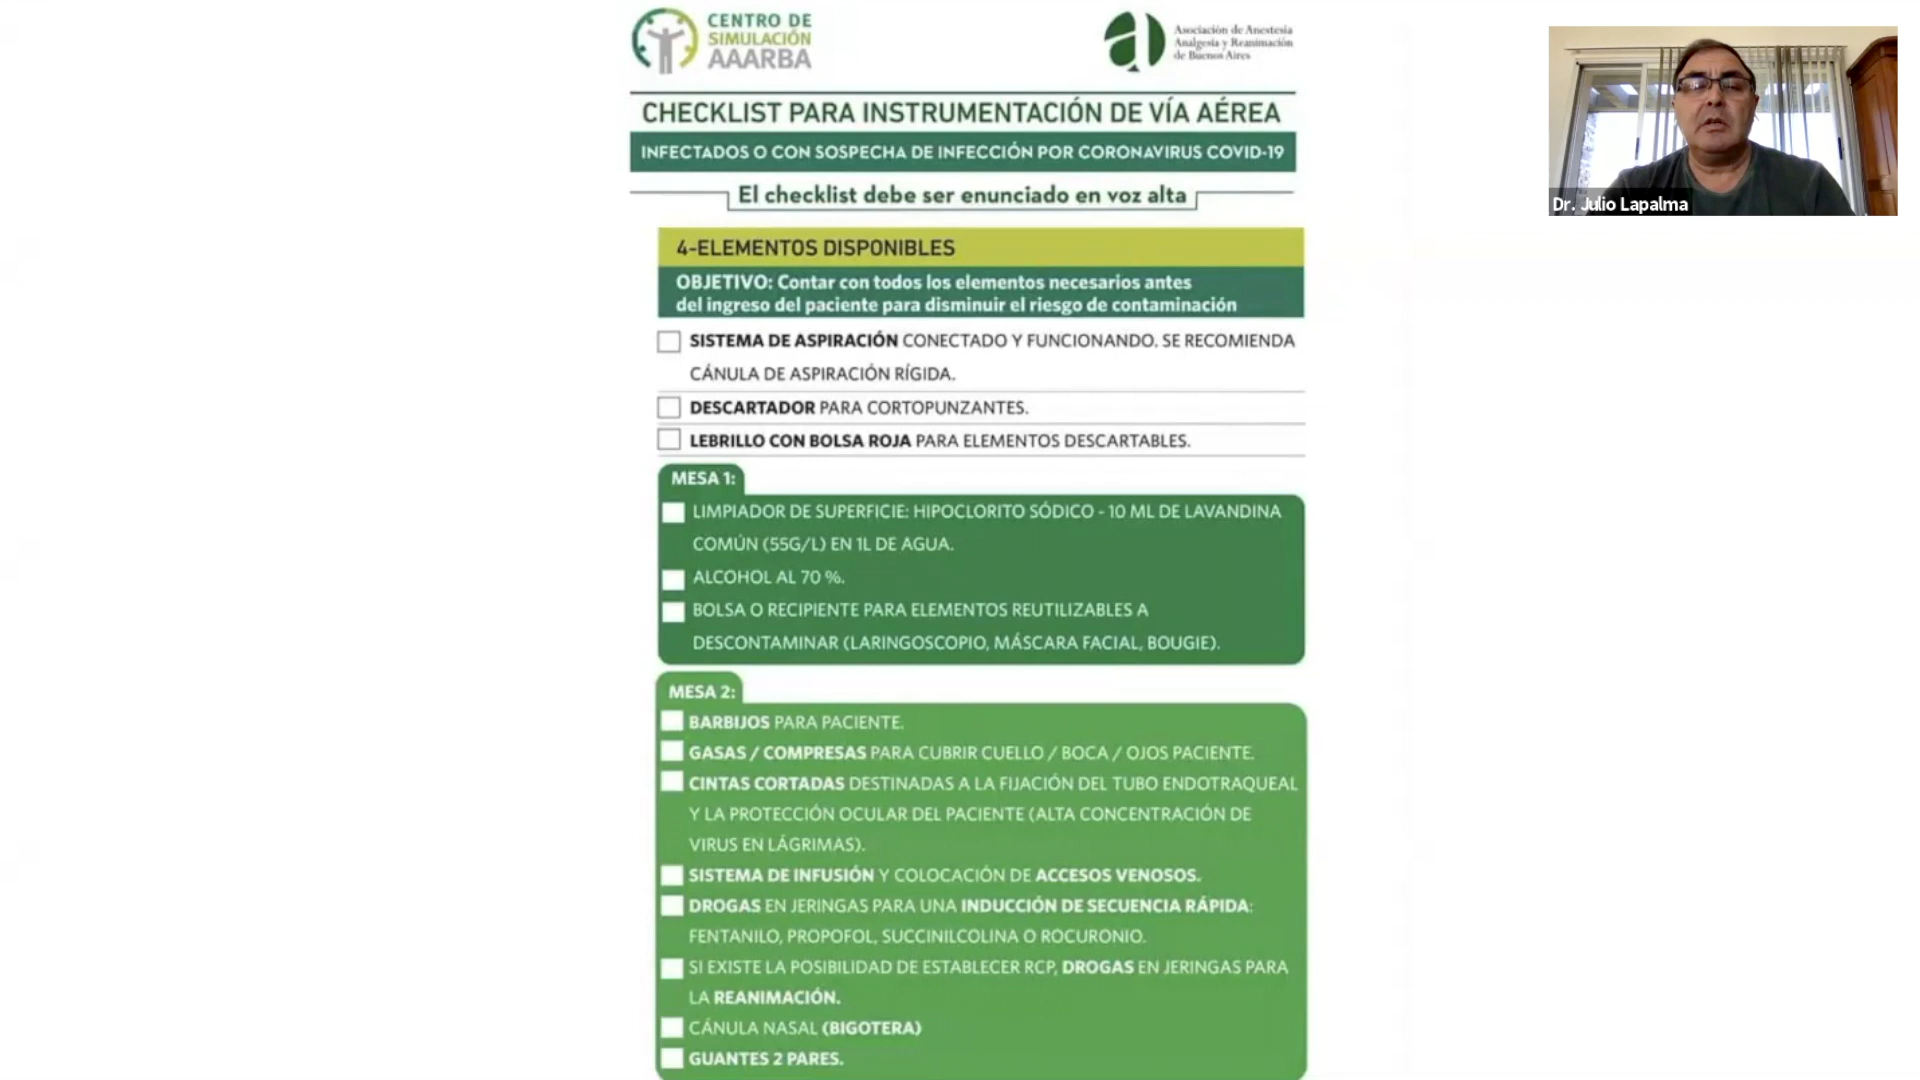 CENTRO DE
SIMULACIÓN
AAARBA
Asociación de Anestesia
Analgesia y Reanimación
de Buenos Aires
CHECKLIST PARA INSTRUMENTACIÓN DE VÍA AÉREA
INFECTADOS O CON SOSPECHA DE INFECCIÓN POR CORONAVIRUS COVID-19
El checklist debe ser enunciado en voz alta
Dr. Julio Lapalma
4-ELEMENTOS DISPONIBLES
OBJETIVO: Contar con todos los elementos necesarios antes
del ingreso del paciente para disminuir el riesgo de contaminación
SISTEMA DE ASPIRACIÓN CONECTADO Y FUNCIONANDO. SE RECOMIENDA
CÁNULA DE ASPIRACIÓN RÍGIDA.
DESCARTADOR PARA CORTOPUNZANTES.
LEBRILLO CON BOLSA ROJA PARA ELEMENTOS DESCARTABLES.
MESA 1:
LIMPIADOR DE SUPERFICIE: HIPOCLORITO SÓDICO - 10 ML DE LAVANDINA
COMÚN (55G/L) EN 1L DE AGUA.
ALCOHOL AL 70 %.
BOLSA O RECIPIENTE PARA ELEMENTOS REUTILIZABLES A
DESCONTAMINAR (LARINGOSCOPIO, MÁSCARA FACIAL, BOUGIE).
MESA 2:
BARBIJOS PARA PACIENTE.
GASAS / COMPRESAS PARA CUBRIR CUELLO / BOCA / OJOS PACIENTE.
CINTAS CORTADAS DESTINADAS A LA FIJACIÓN DEL TUBO ENDOTRAQUEAL
Y LA PROTECCIÓN OCULAR DEL PACIENTE (ALTA CONCENTRACIÓN DE
VIRUS EN LÁGRIMAS).
SISTEMA DE INFUSIÓN Y COLOCACIÓN DE ACCESOS VENOSOS.
DROGAS EN JERINGAS PARA UNA INDUCCIÓN DE SECUENCIA RÁPIDA:
FENTANILO, PROPOFOL, SUCCINILCOLINA O ROCURONIO.
SI EXISTE LA POSIBILIDAD DE ESTABLECER RCP, DROGAS EN JERINGAS PARA
LA REANIMACIÓN.
CÁNULA NASAL (BIGOTERA)
GUANTES 2 PARES.